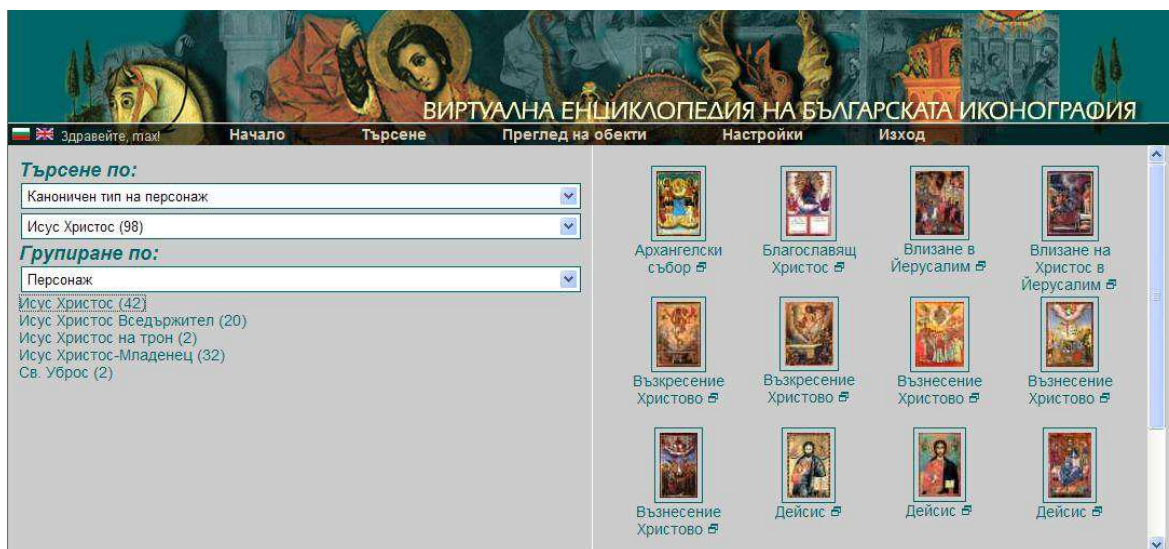 ВИРТУАЛНА ЕНЦИКЛОПЕДИЯ НА БЪЛГАРСКАТА ИКОНОГРАФИЯ
Здравейте, max! Начало Търсене Преглед на обекти Настройки Изход
Търсене по:
Каноничен тип на персонаж
Исус Христос (98)
Групиране по:
Персонаж
Исус Христос (42)
Исус Христос Вседържител (20)
Исус Христос на трон (2)
Исус Христос-Младенец (32)
Св. Уброс (2)
Архангелски
събор
Благославящ
Христос
Влизане в
Йерусалим
Влизане на
Христос в
Йерусалим
Възкресение
Христово
Възкресение
Христово
Възнесение
Христово
Възнесение
Христово
Възнесение
Христово
Дейсис
Дейсис
Дейсис